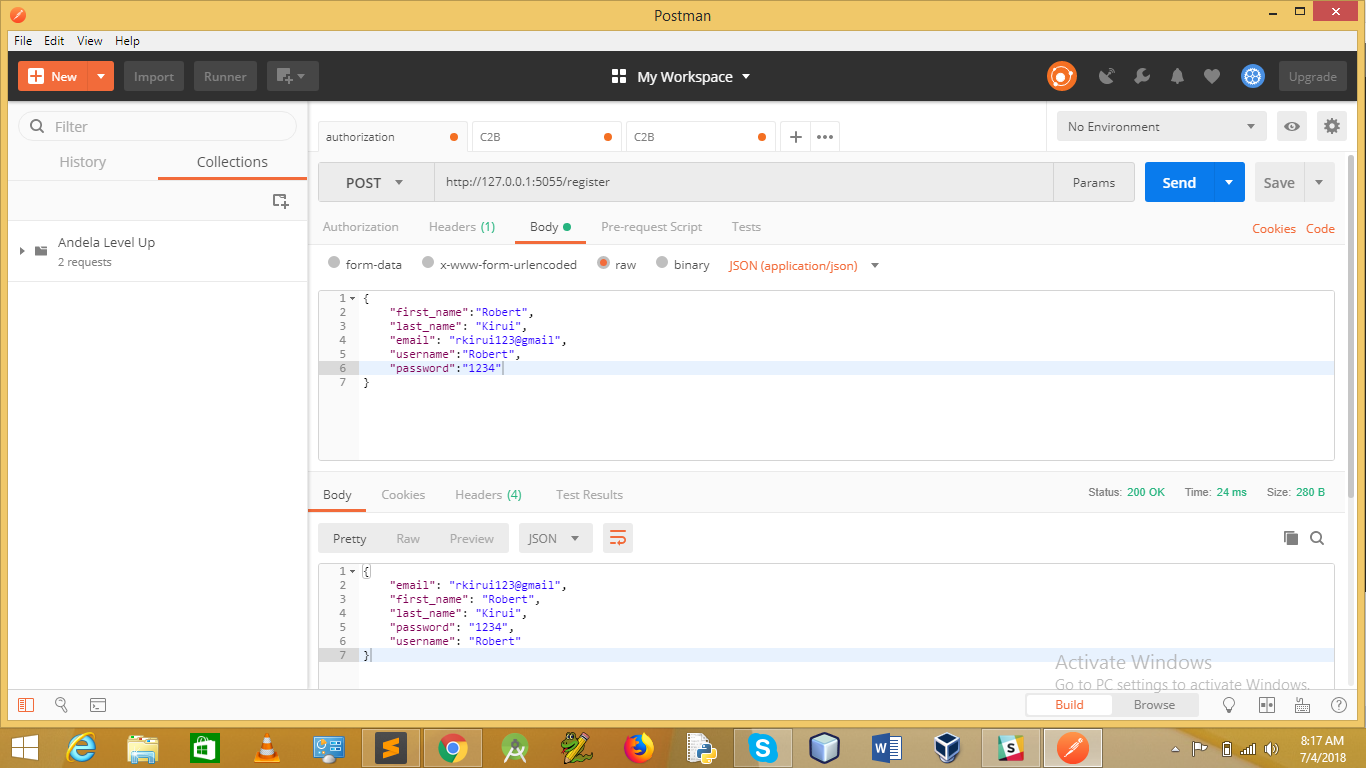 Postman
File Edit View Help
New Import Runner My Workspace Upgrade
Filter
History Collections
Andela Level Up
2 requests
authorization C2B C2B No Environment
POST http://127.0.0.1:5055/register Params Send Save
Authorization Headers (1) Body Pre-request Script Tests Cookies Code
form-data x-www-form-urlencoded raw binary JSON (application/json)
1 {
2 "first_name":"Robert",
3 "last_name": "Kirui",
4 "email": "rkirui123@gmail",
5 "username":"Robert",
6 "password":"1234"
7 }
Body Cookies Headers (4) Test Results Status: 200 OK Time: 24 ms Size: 280 B
Pretty Raw Preview JSON
1 {
2 "email": "rkirui123@gmail",
3 "first_name": "Robert",
4 "last_name": "Kirui",
5 "password": "1234",
6 "username": "Robert"
7 }
Activate Windows
Go to PC settings to activate Windows.
Build Browse
8:17 AM
7/4/2018